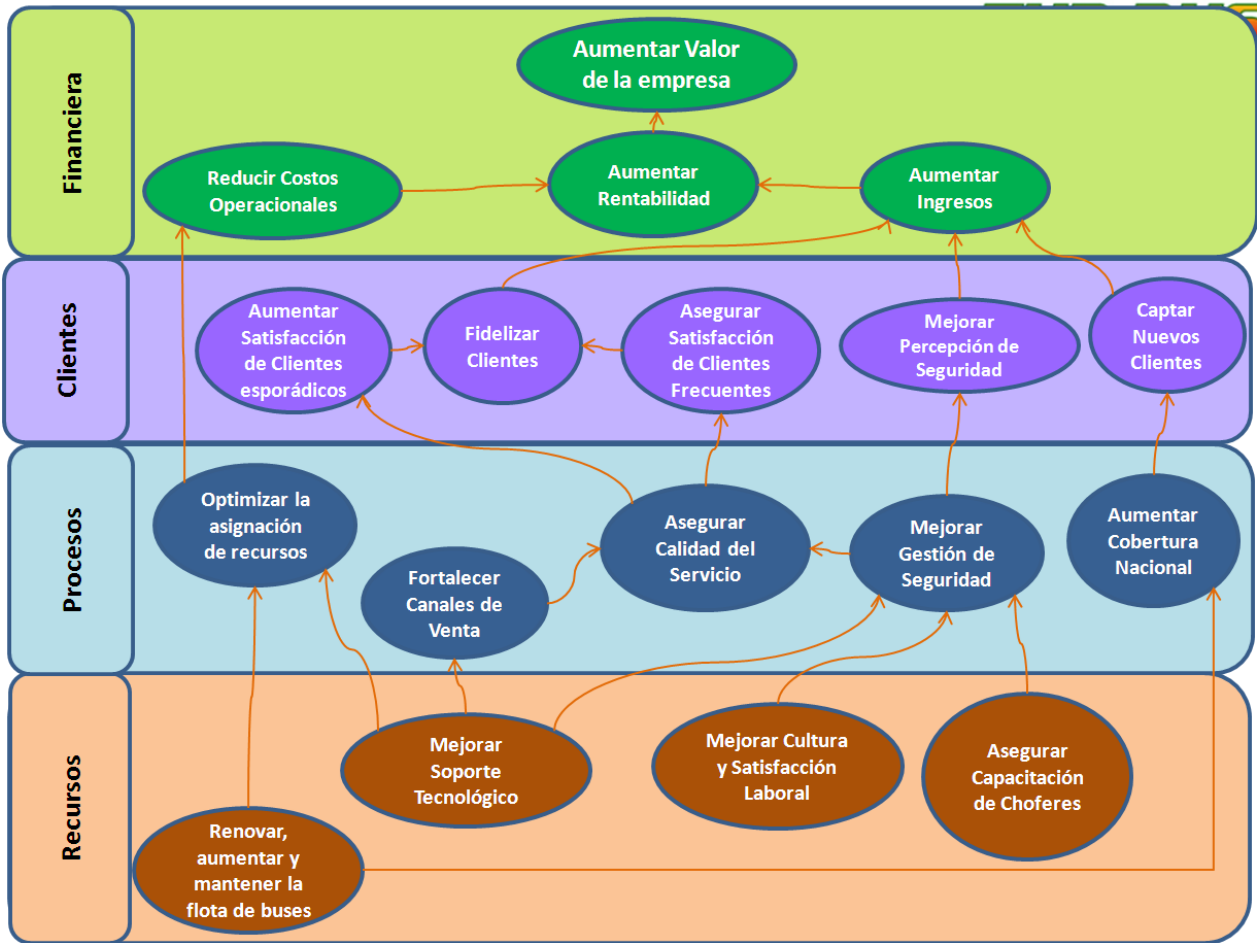 Financiera
Aumentar Valor
de la empresa
Reducir Costos
Operacionales
Aumentar
Rentabilidad
Aumentar
Ingresos
Clientes
Aumentar
Satisfacción
de Clientes
esporádicos
Fidelizar
Clientes
Asegurar
Satisfacción
de Clientes
Frecuentes
Mejorar
Percepción de
Seguridad
Captar
Nuevos
Clientes
Procesos
Optimizar la
asignación
de recursos
Fortalecer
Canales de
Venta
Asegurar
Calidad del
Servicio
Mejorar
Gestión de
Seguridad
Aumentar
Cobertura
Nacional
Recursos
Renovar,
aumentar y
mantener la
flota de buses
Mejorar
Soporte
Tecnológico
Mejorar Cultura
y Satisfacción
Laboral
Asegurar
Capacitación
de Choferes